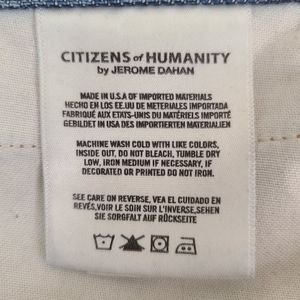 CITIZENS of HUMANITY
by JEROME DAHAN
MADE IN U.S.A OF IMPORTED MATERIALS
HECHO EN LOS EE.UU DE METERIALES IMPORTADA
FABRIQUÉ AUX ETATS-UNIS DU MATÉRIELS IMPORTÉ
GEBILDET IN USA DES IMPORTIERTEN MATERIALIEN
MACHINE WASH COLD WITH LIKE COLORS,
INSIDE OUT, DO NOT BLEACH, TUMBLE DRY
LOW, IRON MEDIUM IF NECESSARY, IF
DECORATED OR PRINTED DO NOT IRON.
SEE CARE ON REVERSE, VEA EL CUIDADO EN
REVÉS,VOIR LE SOIN SUR L'INVERSE,SEHEN
SIE SORGFALT AUF RÜCKSEITE